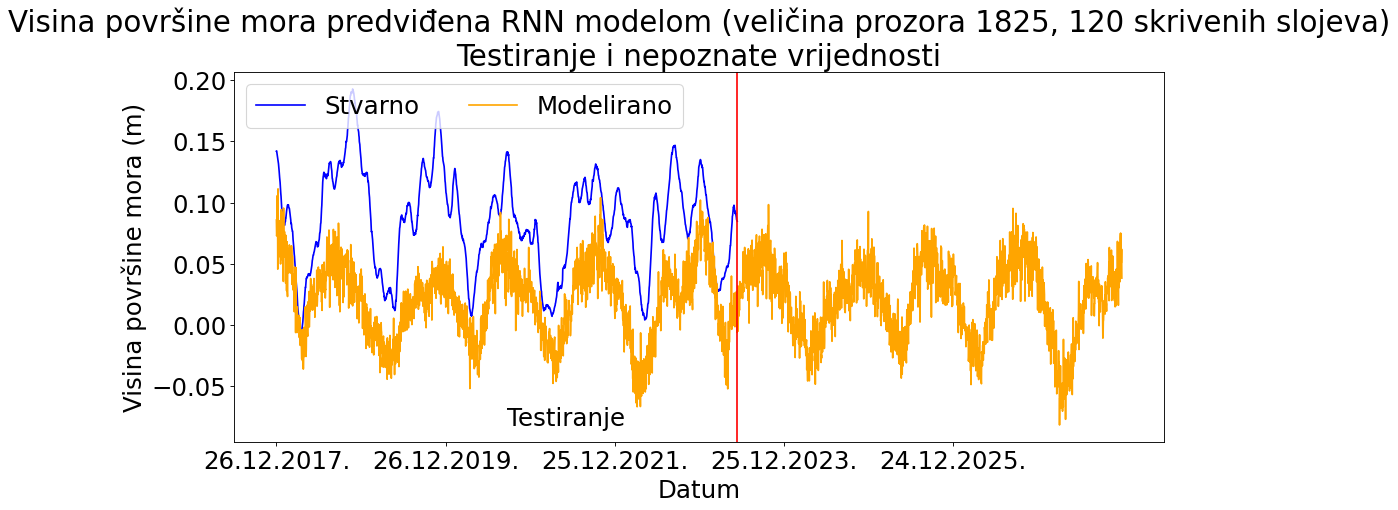 Visina površine mora predviđena RNN modelom (veličina prozora 1825, 120 skrivenih slojeva)
Testiranje i nepoznate vrijednosti
Stvarno Modelirano
Visina površine mora (m)
0.20
0.15
0.10
0.05
0.00
−0.05
Testiranje
26.12.2017. 26.12.2019. 25.12.2021. 25.12.2023. 24.12.2025.
Datum